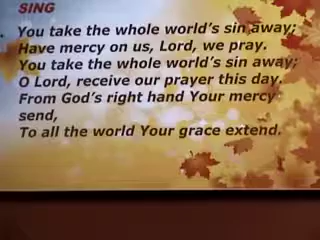 SING
You take the whole world's sin away;
Have mercy on us, Lord, we pray.
You take the whole world's sin away;
O Lord, receive our prayer this day.
From God's right hand Your mercy
send,
To all the world Your grace extend.